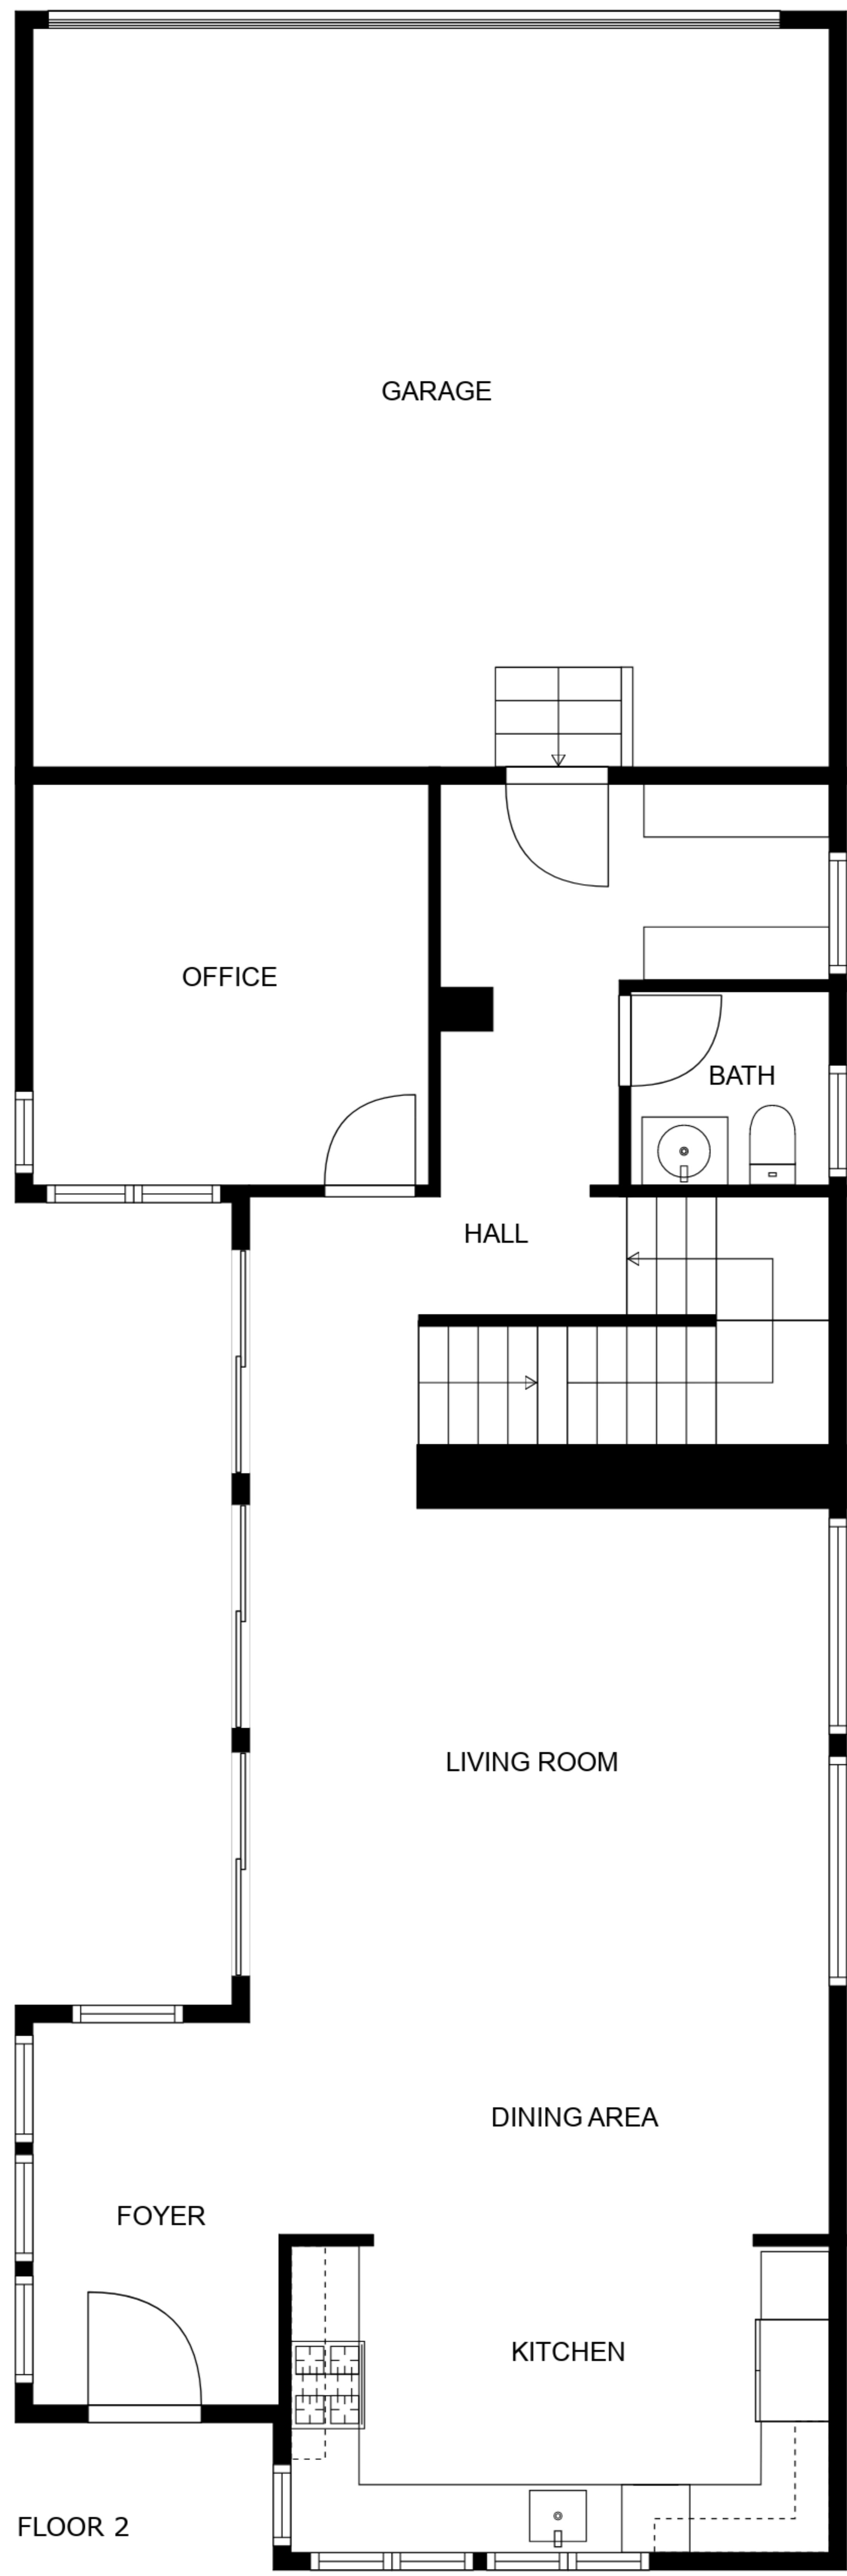 GARAGE
OFFICE
BATH
HALL
LIVING ROOM
DINING AREA
FOYER
KITCHEN
FLOOR 2